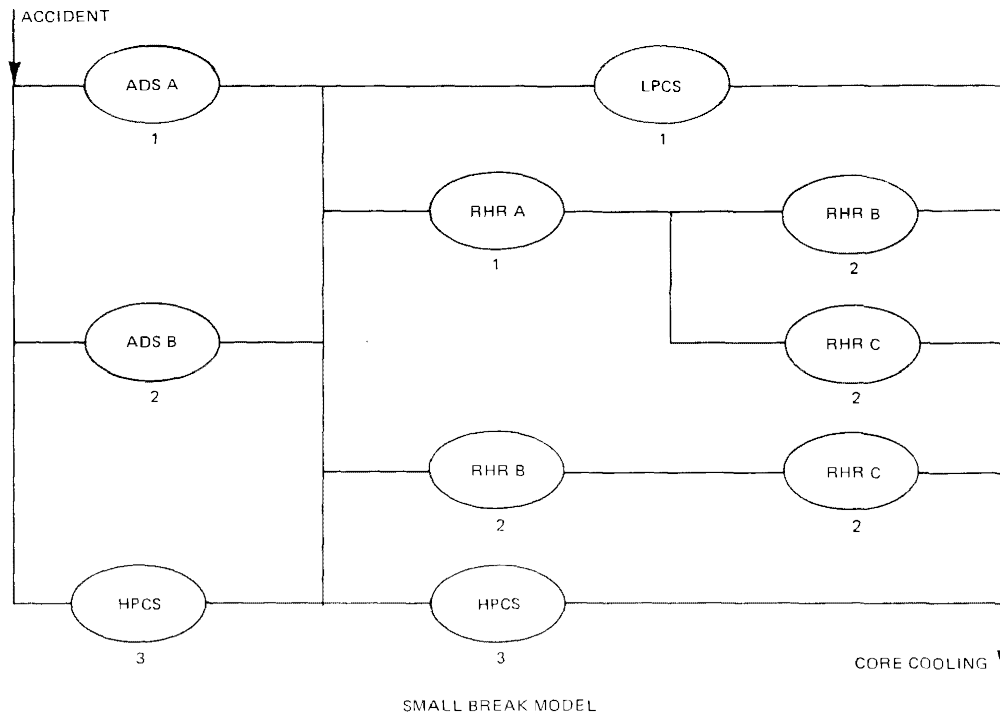 ACCIDENT
ADS A
1
LPCS
1
RHR A
1
RHR B
2
ADS B
2
RHR C
2
RHR B
2
RHR C
2
HPCS
3
HPCS
3
CORE COOLING
SMALL BREAK MODEL